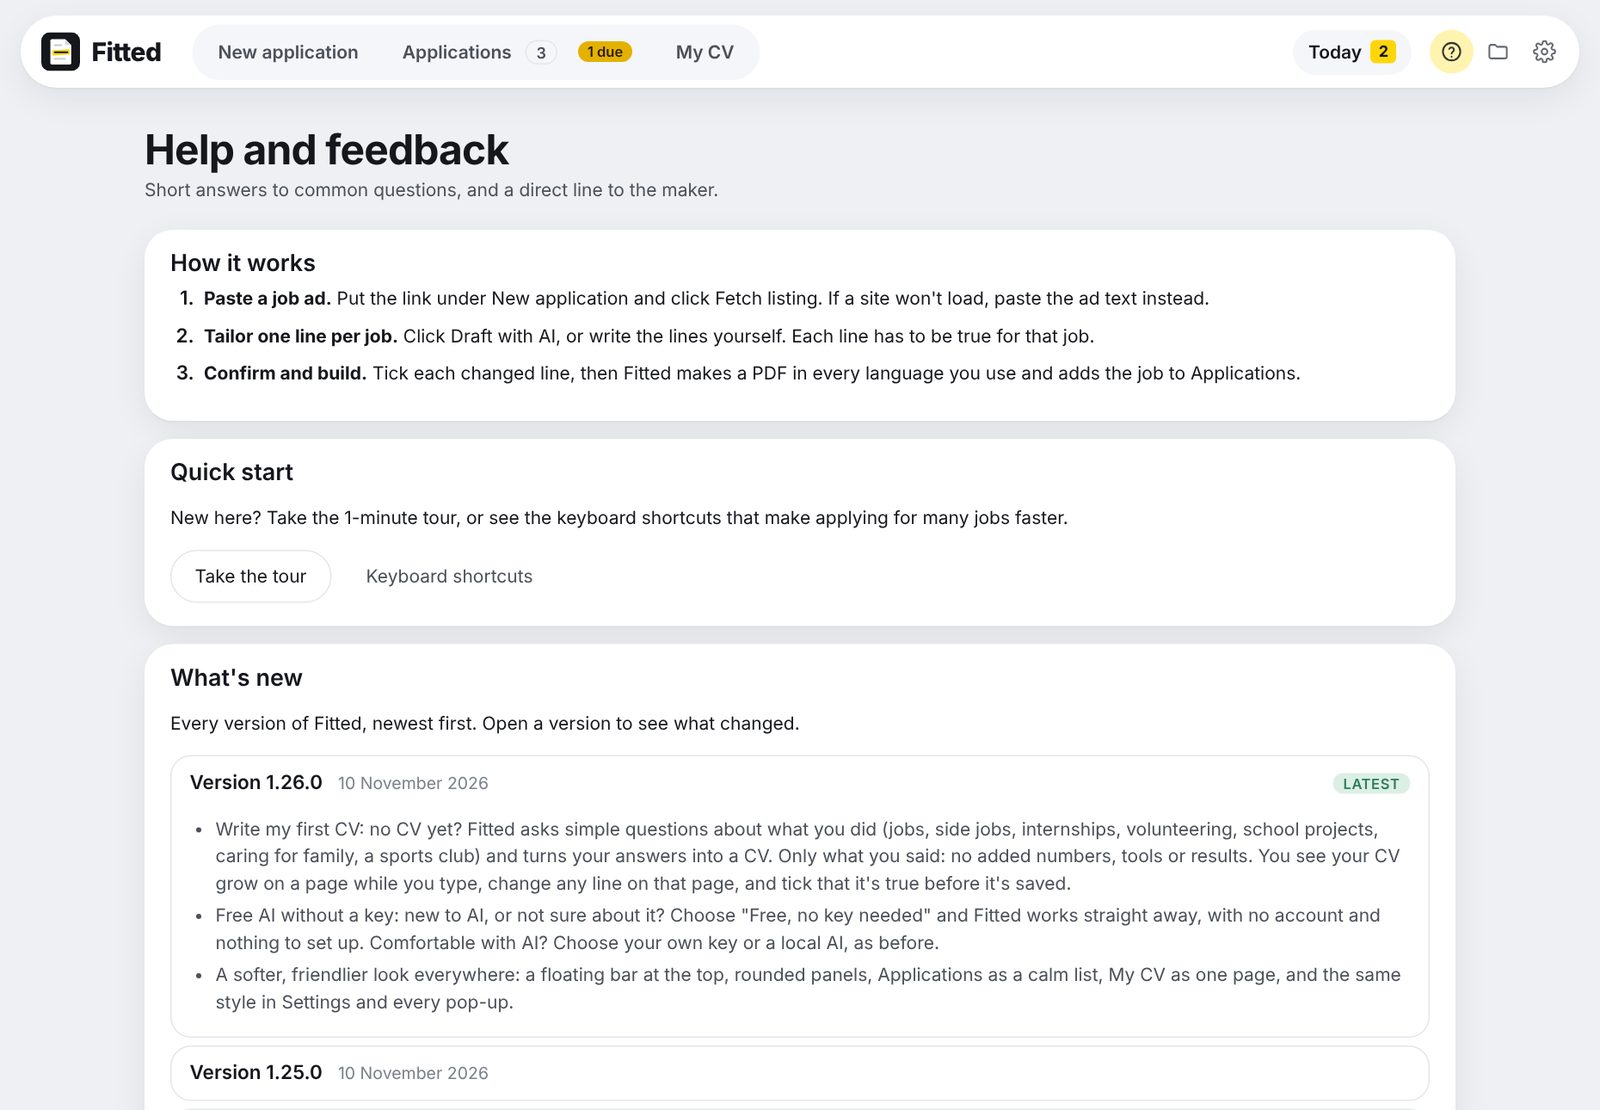 Fitted
New application
Applications 3 1 due
My CV
Today 2
Help and feedback
Short answers to common questions, and a direct line to the maker.
How it works
1. Paste a job ad. Put the link under New application and click Fetch listing. If a site won't load, paste the ad text instead.
2. Tailor one line per job. Click Draft with AI, or write the lines yourself. Each line has to be true for that job.
3. Confirm and build. Tick each changed line, then Fitted makes a PDF in every language you use and adds the job to Applications.
Quick start
New here? Take the 1-minute tour, or see the keyboard shortcuts that make applying for many jobs faster.
Take the tour
Keyboard shortcuts
What's new
Every version of Fitted, newest first. Open a version to see what changed.
Version 1.26.0 10 November 2026 LATEST
• Write my first CV: no CV yet? Fitted asks simple questions about what you did (jobs, side jobs, internships, volunteering, school projects,
caring for family, a sports club) and turns your answers into a CV. Only what you said: no added numbers, tools or results. You see your CV
grow on a page while you type, change any line on that page, and tick that it's true before it's saved.
• Free AI without a key: new to AI, or not sure about it? Choose "Free, no key needed" and Fitted works straight away, with no account and
nothing to set up. Comfortable with AI? Choose your own key or a local AI, as before.
• A softer, friendlier look everywhere: a floating bar at the top, rounded panels, Applications as a calm list, My CV as one page, and the same
style in Settings and every pop-up.
Version 1.25.0 10 November 2026